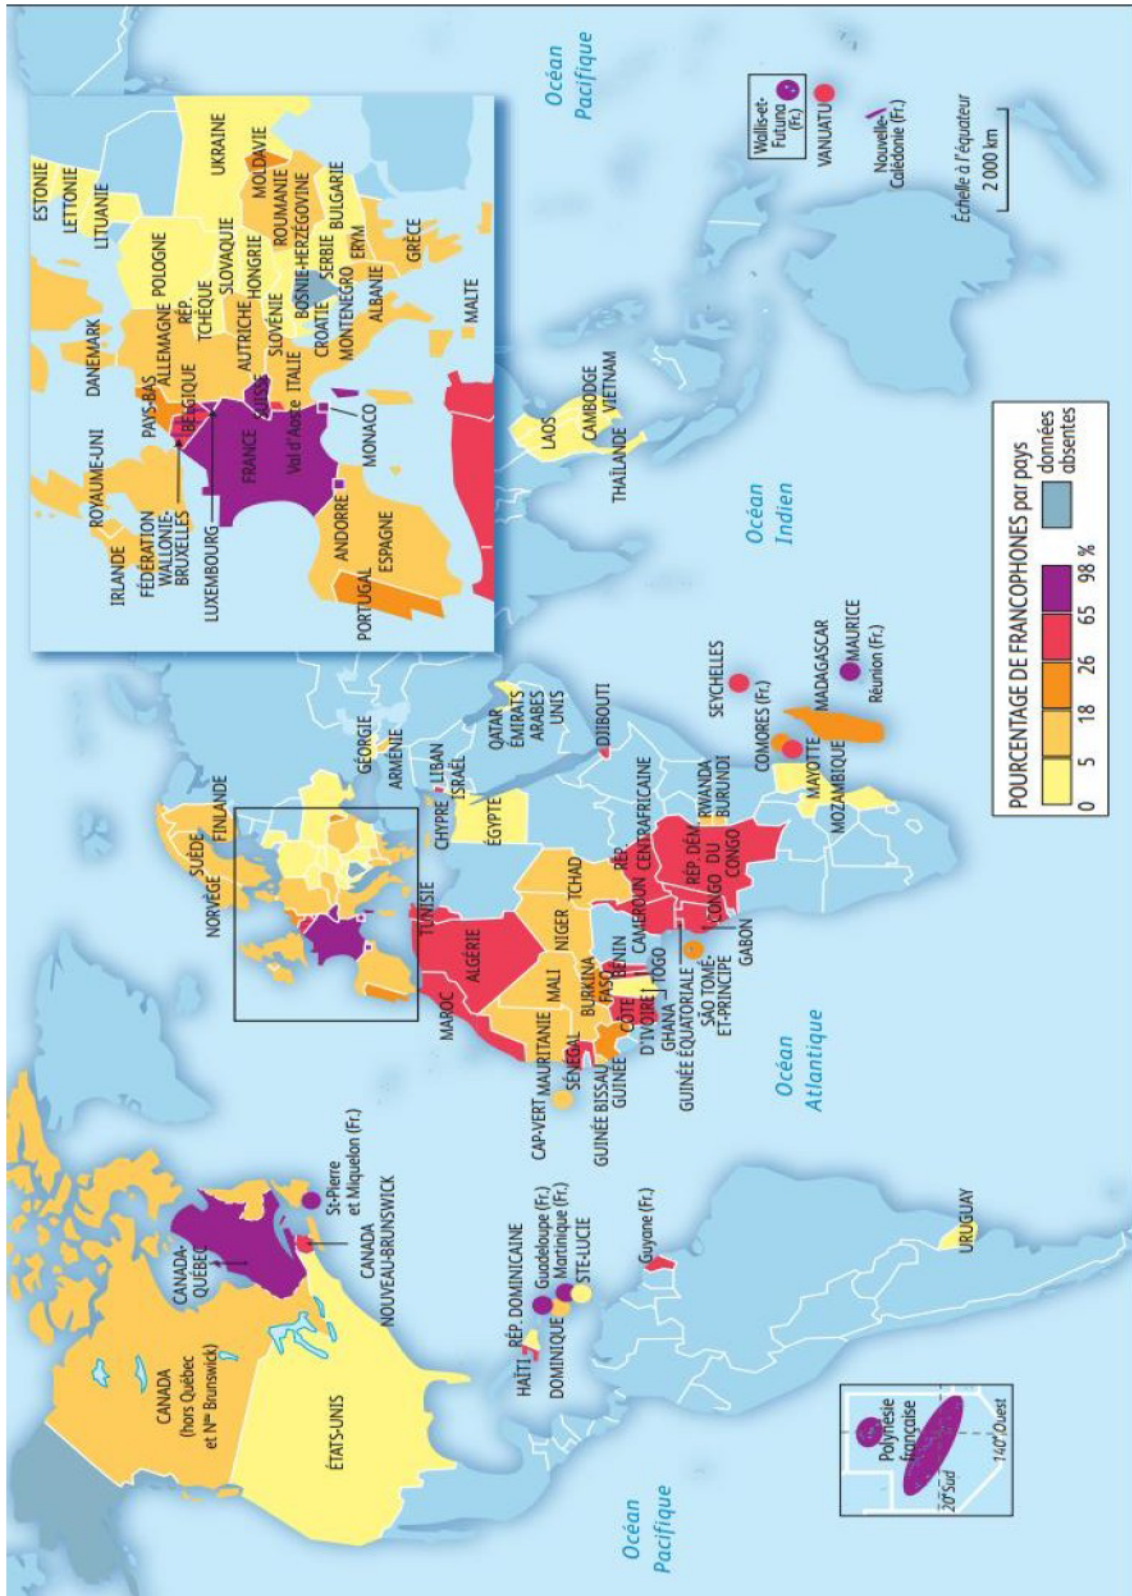 CANADA
(hors Québec
et Nᵉᵃᵘ Brunswick)
CANADA-
QUÉBEC
St-Pierre
et Miquelon (Fr.)
CANADA
NOUVEAU-BRUNSWICK
ÉTATS-UNIS
HAÏTI
RÉP. DOMINICAINE
Guadeloupe (Fr.)
DOMINIQUE
Martinique (Fr.)
STE-LUCIE
Guyane (Fr.)
URUGUAY
Océan
Pacifique
Polynésie
française
20° Sud
140° Ouest
Océan
Atlantique
NORVÈGE
SUÈDE
FINLANDE
GÉORGIE
ARMÉNIE
CHYPRE
LIBAN
ISRAËL
TUNISIE
MAROC
ALGÉRIE
ÉGYPTE
QATAR
ÉMIRATS
ARABES
UNIS
CAP-VERT
MAURITANIE
MALI
NIGER
TCHAD
DJIBOUTI
SÉNÉGAL
GUINÉE BISSAU
GUINÉE
BURKINA
FASO
CÔTE
D'IVOIRE
GHANA
TOGO
BÉNIN
CAMEROUN
RÉP.
CENTRAFRICAINE
GUINÉE ÉQUATORIALE
SÃO TOMÉ-
ET-PRINCIPE
GABON
CONGO
RÉP. DÉM.
DU
CONGO
RWANDA
BURUNDI
SEYCHELLES
COMORES (Fr.)
MAYOTTE
MOZAMBIQUE
MADAGASCAR
MAURICE
Réunion (Fr.)
Océan
Indien
LAOS
THAÏLANDE
CAMBODGE
VIETNAM
Océan
Pacifique
Wallis-et-
Futuna
(Fr.)
VANUATU
Nouvelle-
Calédonie (Fr.)
Échelle à l'équateur
2 000 km
IRLANDE
ROYAUME-UNI
DANEMARK
ESTONIE
LETTONIE
LITUANIE
FÉDÉRATION
WALLONIE-
BRUXELLES
PAYS-BAS
BELGIQUE
ALLEMAGNE
POLOGNE
LUXEMBOURG
RÉP.
TCHÈQUE
SLOVAQUIE
UKRAINE
FRANCE
SUISSE
AUTRICHE
HONGRIE
MOLDAVIE
ROUMANIE
Val d'Aoste
ITALIE
SLOVÉNIE
CROATIE
BOSNIE-HERZÉGOVINE
SERBIE
BULGARIE
MONTENEGRO
ERYM
ALBANIE
GRÈCE
MONACO
ANDORRE
PORTUGAL
ESPAGNE
MALTE
POURCENTAGE DE FRANCOPHONES par pays
0 5 18 26 65 98 %
données
absentes